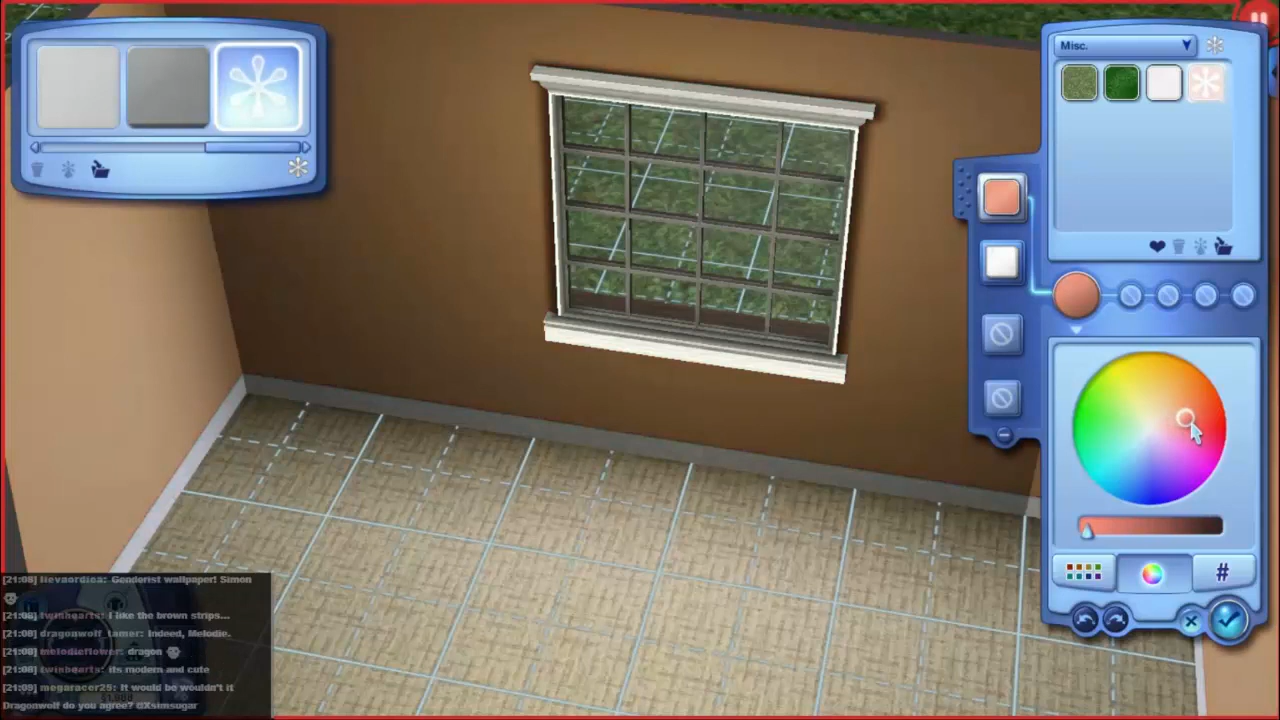 Misc.
#
[21:08] lievaordiea: Genderist wallpaper! Simon
[21:08] twinhearts: I like the brown strips...
[21:08] dragonwolf_tamer: Indeed, Melodie.
[21:08] melodieflower: dragon
[21:08] twinhearts: its modern and cute
[21:09] megaracer25: It would be wouldn't it
Dragonwolf do you agree? @Xsimsugar